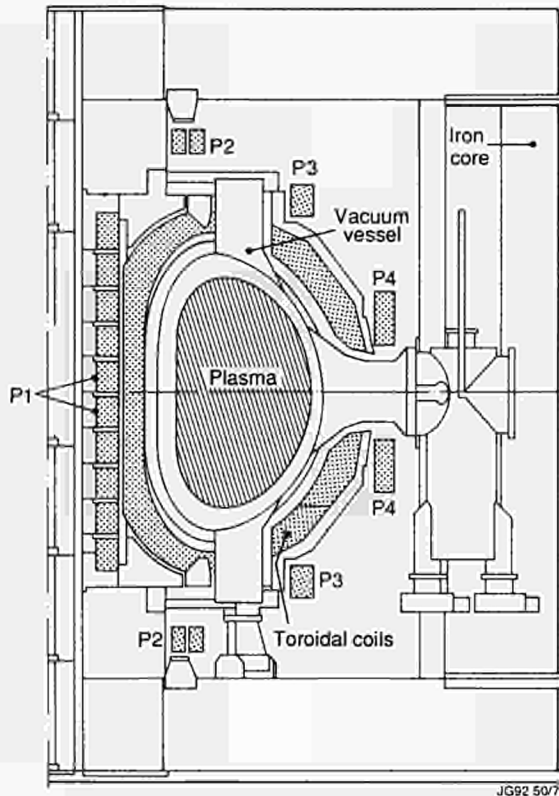 P2
Iron
core
P3
Vacuum
vessel
P4
Plasma
P1
P4
P3
P2
Toroidal coils
JG92 50/7